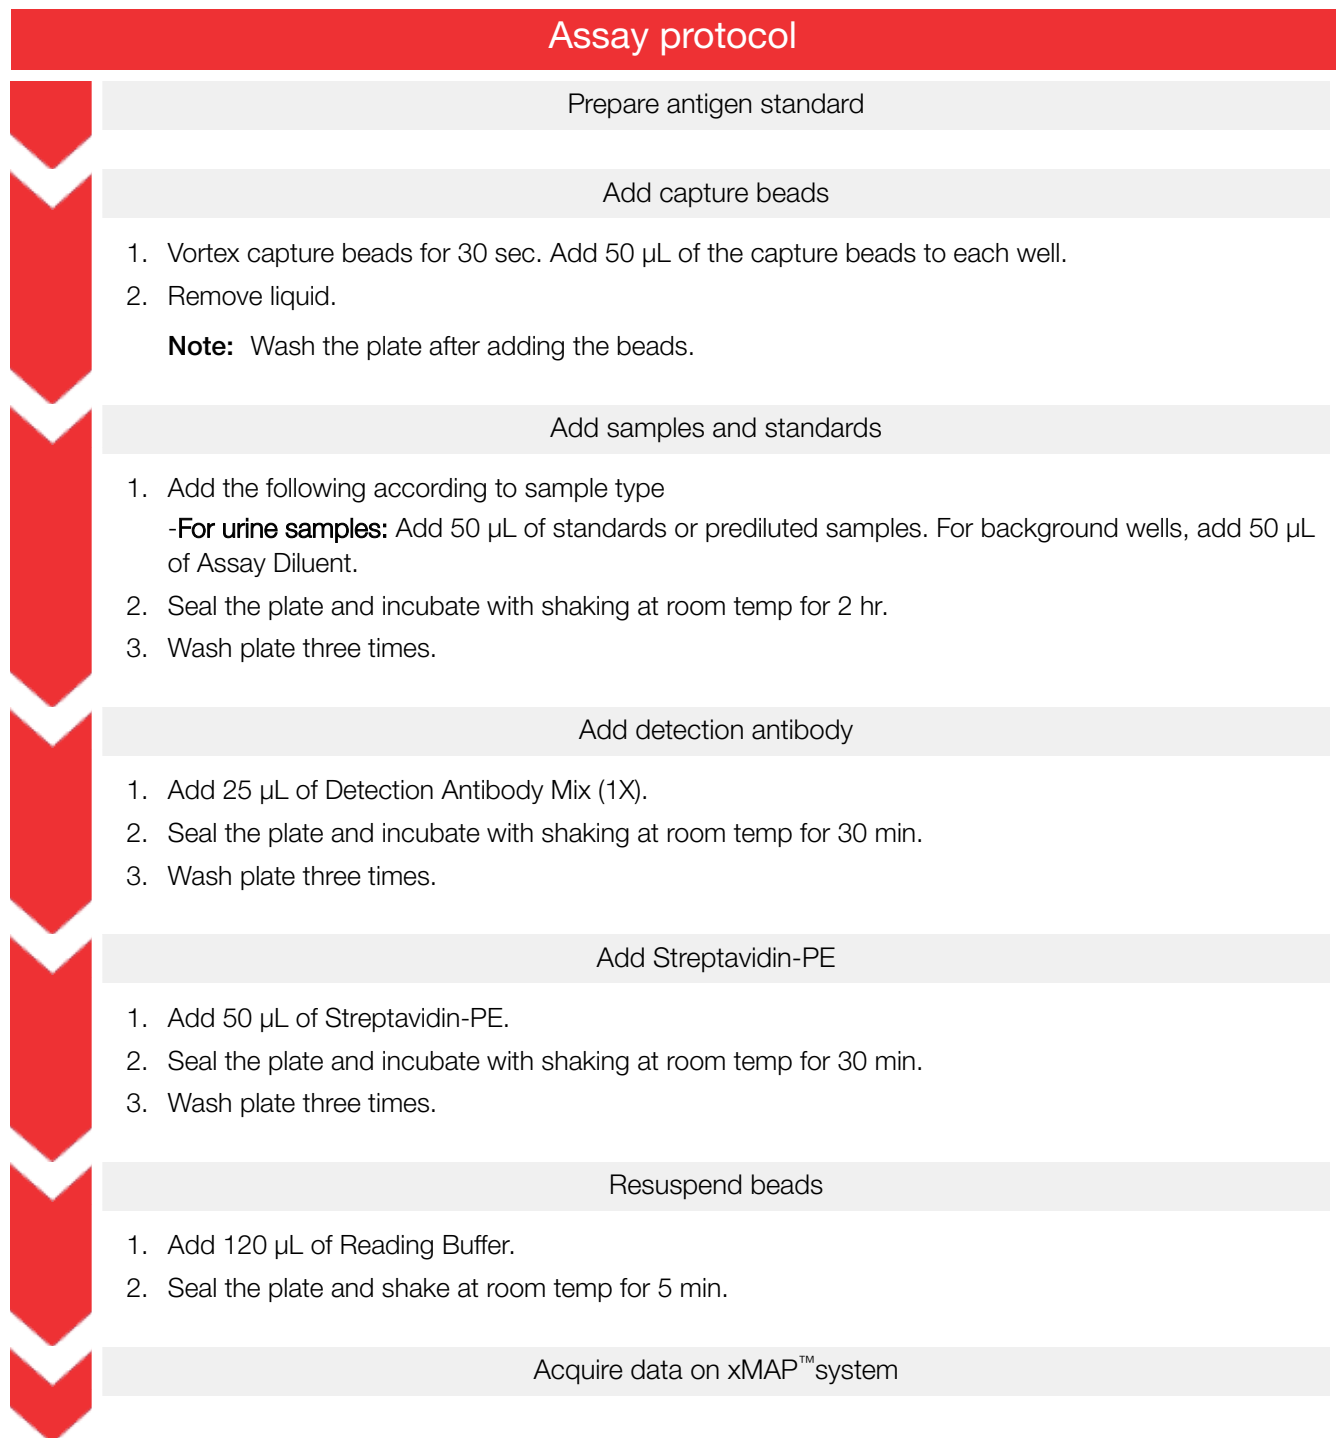 Assay protocol
Prepare antigen standard
Add capture beads
1. Vortex capture beads for 30 sec. Add 50 µL of the capture beads to each well.
2. Remove liquid.
Note: Wash the plate after adding the beads.
Add samples and standards
1. Add the following according to sample type
-For urine samples: Add 50 µL of standards or prediluted samples. For background wells, add 50 µL
of Assay Diluent.
2. Seal the plate and incubate with shaking at room temp for 2 hr.
3. Wash plate three times.
Add detection antibody
1. Add 25 µL of Detection Antibody Mix (1X).
2. Seal the plate and incubate with shaking at room temp for 30 min.
3. Wash plate three times.
Add Streptavidin-PE
1. Add 50 µL of Streptavidin-PE.
2. Seal the plate and incubate with shaking at room temp for 30 min.
3. Wash plate three times.
Resuspend beads
1. Add 120 µL of Reading Buffer.
2. Seal the plate and shake at room temp for 5 min.
Acquire data on xMAP™system